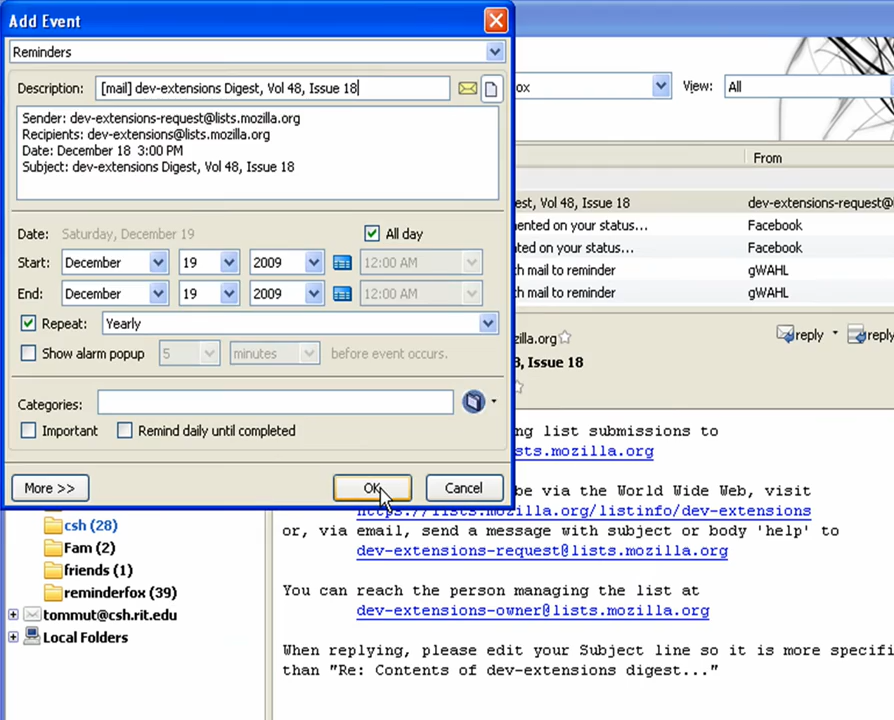 Add Event
Reminders
Description: [mail] dev-extensions Digest, Vol 48, Issue 18
Sender: dev-extensions-request@lists.mozilla.org
Recipients: dev-extensions@lists.mozilla.org
Date: December 18 3:00 PM
Subject: dev-extensions Digest, Vol 48, Issue 18
Date: Saturday, December 19 All day
Start: December 19 2009 12:00 AM
End: December 19 2009 12:00 AM
Repeat: Yearly
Show alarm popup 5 minutes before event occurs.
Categories:
Important Remind daily until completed
More >> OK Cancel
ox View: All
From
est, Vol 48, Issue 18 dev-extensions-request@
ented on your status... Facebook
ted on your status... Facebook
ch mail to reminder gWAHL
ch mail to reminder gWAHL
zilla.org reply reply
8, Issue 18
csh (28)
Fam (2)
friends (1)
reminderfox (39)
tommut@csh.rit.edu
Local Folders
ng list submissions to
sts.mozilla.org
be via the World Wide Web, visit
https://lists.mozilla.org/listinfo/dev-extensions
or, via email, send a message with subject or body 'help' to
dev-extensions-request@lists.mozilla.org
You can reach the person managing the list at
dev-extensions-owner@lists.mozilla.org
When replying, please edit your Subject line so it is more specifi
than "Re: Contents of dev-extensions digest..."